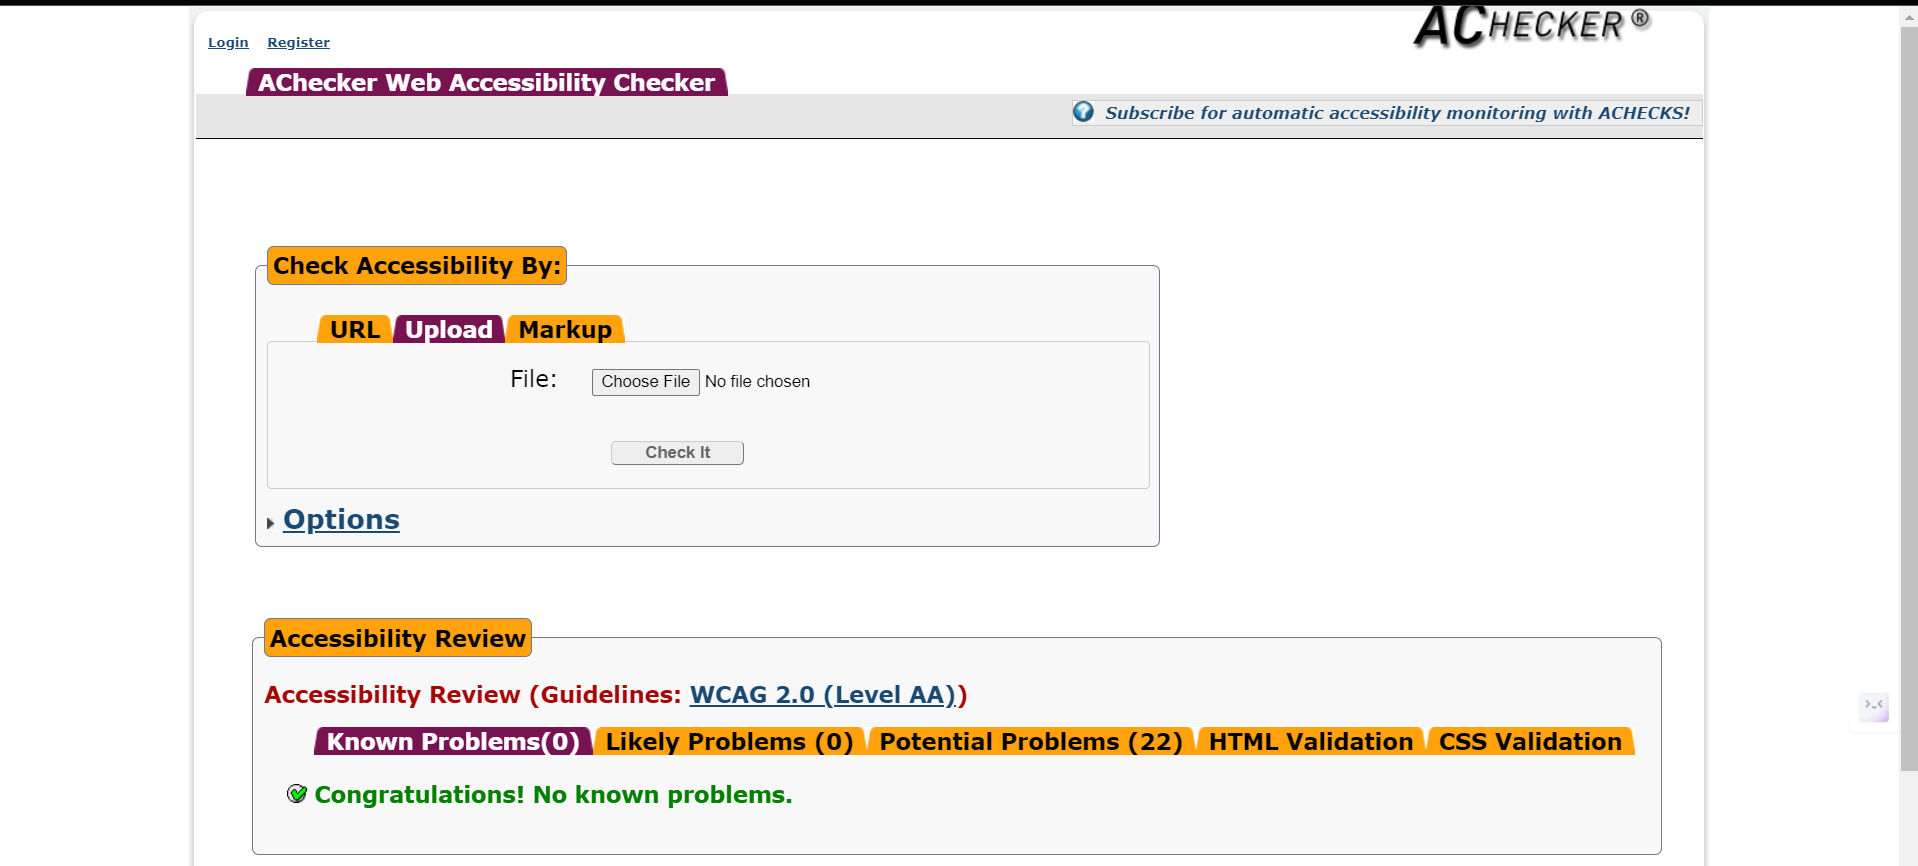 ACHECKER ®
Login Register
AChecker Web Accessibility Checker
Subscribe for automatic accessibility monitoring with ACHECKS!
Check Accessibility By:
URL Upload Markup
File: Choose File No file chosen
Check It
Options
Accessibility Review
Accessibility Review (Guidelines: WCAG 2.0 (Level AA))
Known Problems(0) Likely Problems (0) Potential Problems (22) HTML Validation CSS Validation
Congratulations! No known problems.